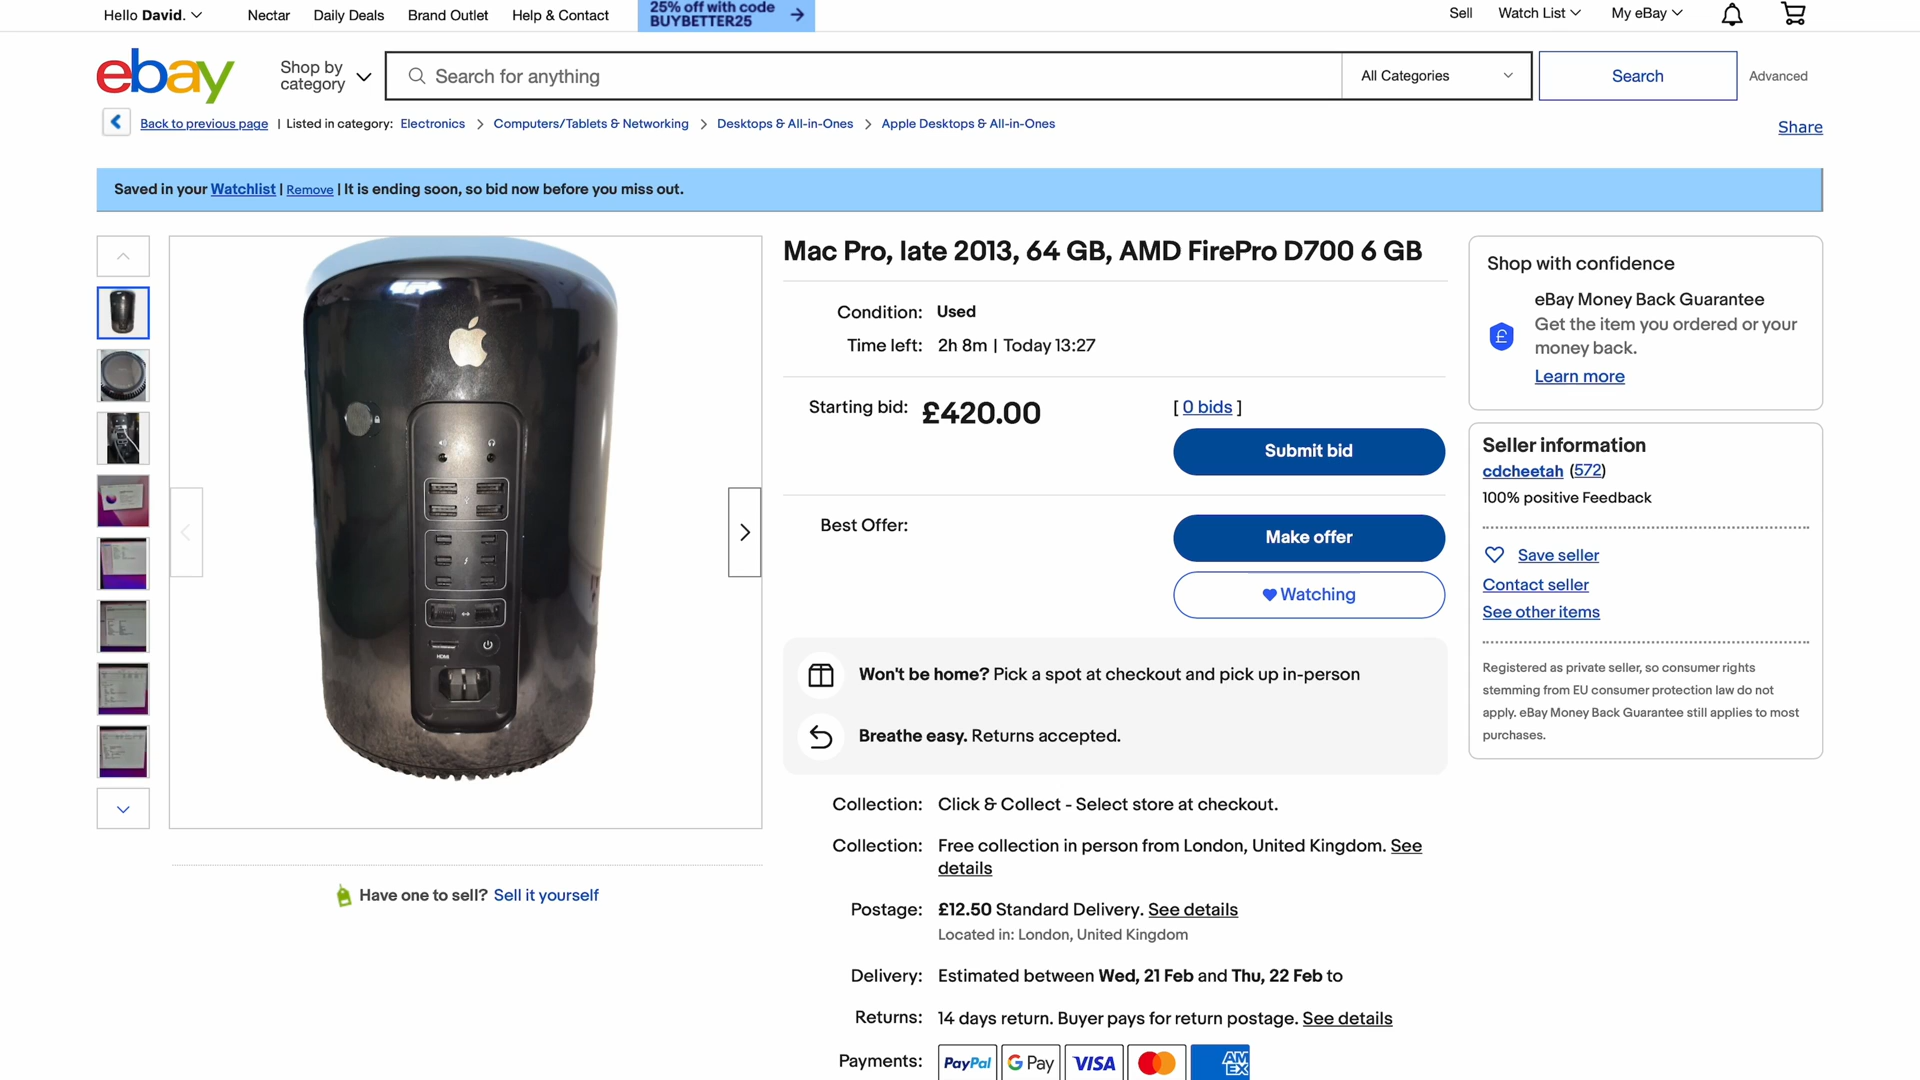 Hello David.
Nectar
Daily Deals
Brand Outlet
Help & Contact
25% off with code
BUYBETTER25
Sell
Watch List
My eBay
ebay
Shop by
category
Search for anything
All Categories
Search
Advanced
Back to previous page | Listed in category: Electronics > Computers/Tablets & Networking > Desktops & All-in-Ones > Apple Desktops & All-in-Ones
Share
Saved in your Watchlist | Remove | It is ending soon, so bid now before you miss out.
Mac Pro, late 2013, 64 GB, AMD FirePro D700 6 GB
Condition: Used
Time left: 2h 8m | Today 13:27
Starting bid: £420.00
[ 0 bids ]
Submit bid
Best Offer:
Make offer
Watching
HDMI
Won't be home? Pick a spot at checkout and pick up in-person
Breathe easy. Returns accepted.
Collection: Click & Collect - Select store at checkout.
Collection: Free collection in person from London, United Kingdom. See
details
Postage: £12.50 Standard Delivery. See details
Located in: London, United Kingdom
Delivery: Estimated between Wed, 21 Feb and Thu, 22 Feb to
Returns: 14 days return. Buyer pays for return postage. See details
Payments: PayPal G Pay VISA AM
EX
Have one to sell? Sell it yourself
Shop with confidence
eBay Money Back Guarantee
£
Get the item you ordered or your
money back.
Learn more
Seller information
cdcheetah (572)
100% positive Feedback
Save seller
Contact seller
See other items
Registered as private seller, so consumer rights
stemming from EU consumer protection law do not
apply. eBay Money Back Guarantee still applies to most
purchases.